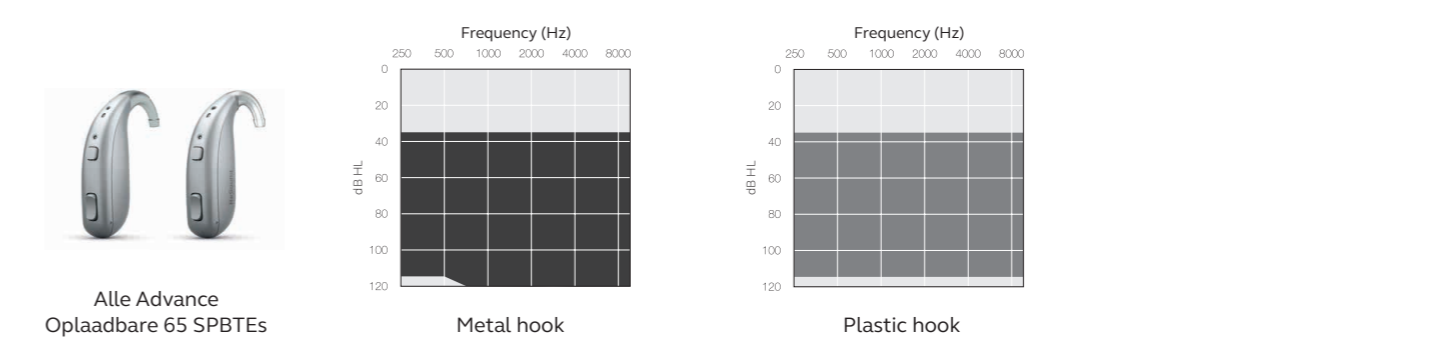 Frequency (Hz)
250 500 1000 2000 4000 8000
0
20
40
60
80
100
120
dB HL
Metal hook
Frequency (Hz)
250 500 1000 2000 4000 8000
0
20
40
60
80
100
120
dB HL
Plastic hook
Alle Advance
Oplaadbare 65 SPBTEs